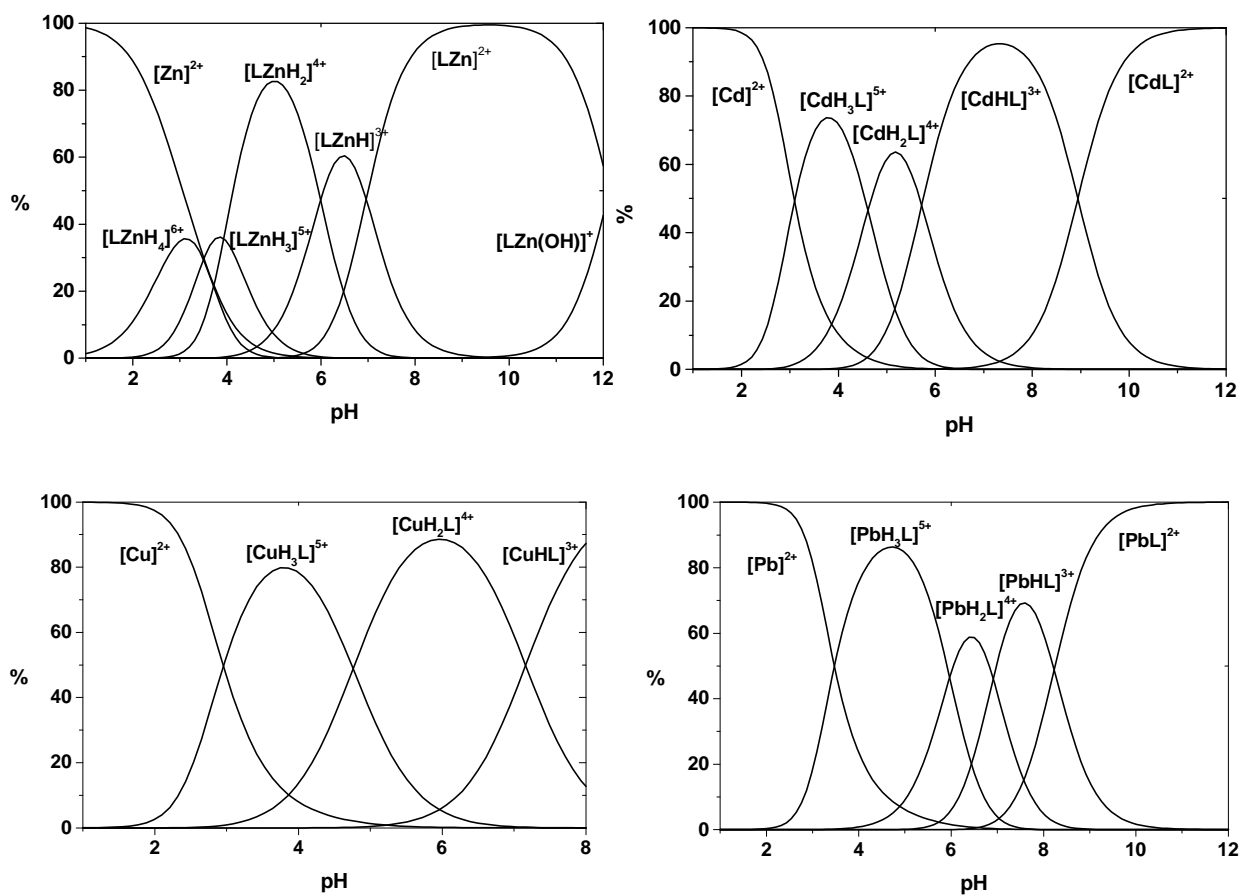 100
80
60
40
20
0
%
2
4
6
8
10
12
pH
[Zn]²⁺
[LZnH₂]⁴⁺
[LZn]²⁺
[LZnH]³⁺
[LZnH₄]⁶⁺
[LZnH₃]⁵⁺
[LZn(OH)]⁺
100
80
60
40
20
0
%
2
4
6
8
10
12
pH
[Cd]²⁺
[CdH₃L]⁵⁺
[CdH₂L]⁴⁺
[CdHL]³⁺
[CdL]²⁺
100
80
60
40
20
0
%
2
4
6
8
pH
[Cu]²⁺
[CuH₃L]⁵⁺
[CuH₂L]⁴⁺
[CuHL]³⁺
100
80
60
40
20
0
%
2
4
6
8
10
12
pH
[Pb]²⁺
[PbH₃L]⁵⁺
[PbH₂L]⁴⁺
[PbHL]³⁺
[PbL]²⁺